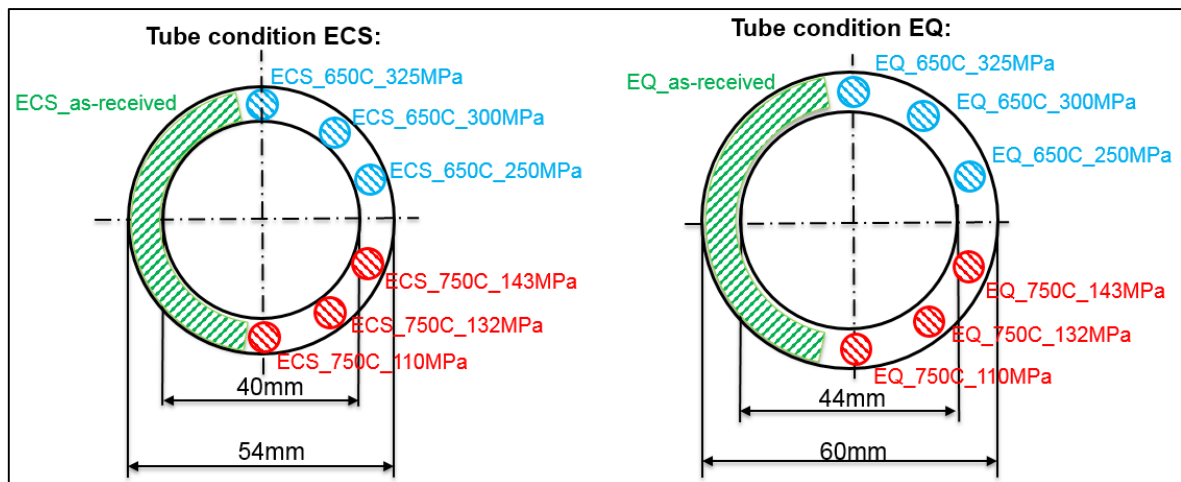 Tube condition ECS:
ECS_650C_325MPa
ECS_as-received
ECS_650C_300MPa
ECS_650C_250MPa
ECS_750C_143MPa
ECS_750C_132MPa
ECS_750C_110MPa
40mm
54mm
Tube condition EQ:
EQ_650C_325MPa
EQ_as-received
EQ_650C_300MPa
EQ_650C_250MPa
EQ_750C_143MPa
EQ_750C_132MPa
EQ_750C_110MPa
44mm
60mm